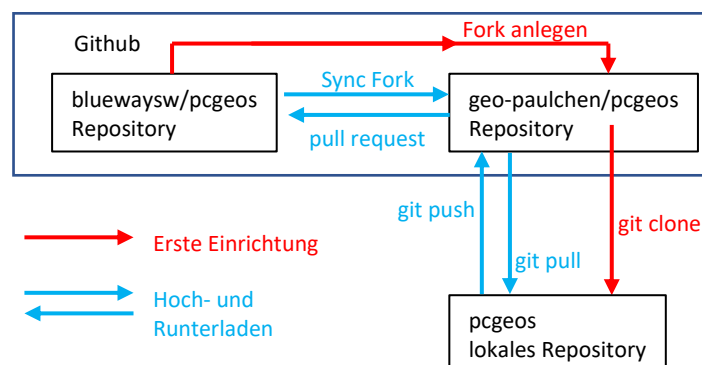 Github
Fork anlegen
bluewaysw/pcgeos
Repository
Sync Fork
pull request
geo-paulchen/pcgeos
Repository
git push
git pull
git clone
Erste Einrichtung
Hoch- und
Runterladen
pcgeos
lokales Repository